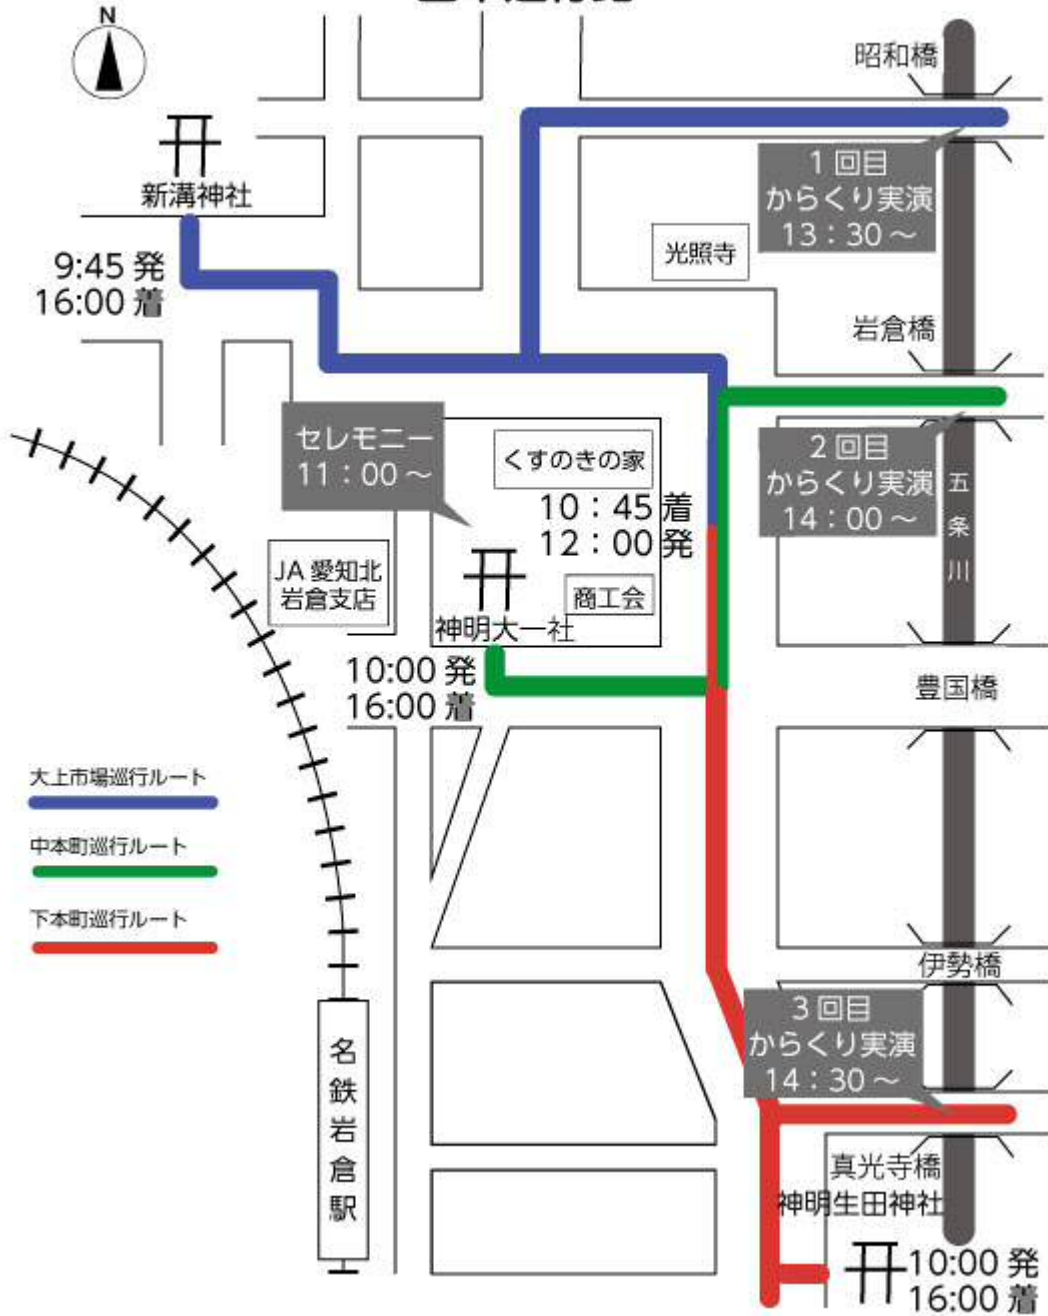 N
昭和橋
新溝神社
1回目
からくり実演
13：30～
光照寺
9:45 発
16:00 着
岩倉橋
セレモニー
11：00～
くすのきの家
10：45 着
12：00 発
2回目
からくり実演
14：00～
五条川
JA 愛知北
岩倉支店
商工会
神明大一社
10:00 発
16:00 着
豊国橋
大上市場巡行ルート
中本町巡行ルート
下本町巡行ルート
伊勢橋
3回目
からくり実演
14：30～
名鉄岩倉駅
真光寺橋
神明生田神社
10:00 発
16:00 着